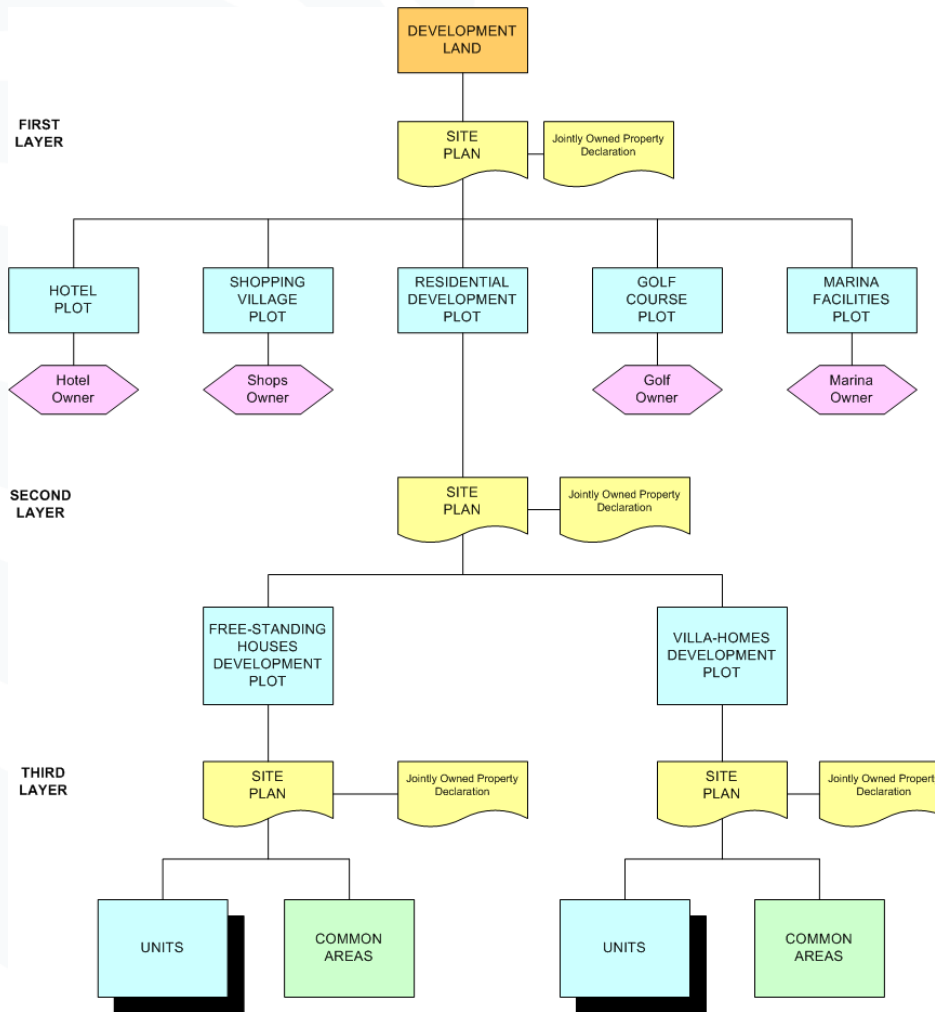 DEVELOPMENT
LAND
FIRST
LAYER
SITE
PLAN
Jointly Owned Property
Declaration
HOTEL
PLOT
SHOPPING
VILLAGE
PLOT
RESIDENTIAL
DEVELOPMENT
PLOT
GOLF
COURSE
PLOT
MARINA
FACILITIES
PLOT
Hotel
Owner
Shops
Owner
Golf
Owner
Marina
Owner
SECOND
LAYER
SITE
PLAN
Jointly Owned Property
Declaration
FREE-STANDING
HOUSES
DEVELOPMENT
PLOT
VILLA-HOMES
DEVELOPMENT
PLOT
THIRD
LAYER
SITE
PLAN
Jointly Owned Property
Declaration
SITE
PLAN
Jointly Owned Property
Declaration
UNITS
COMMON
AREAS
UNITS
COMMON
AREAS